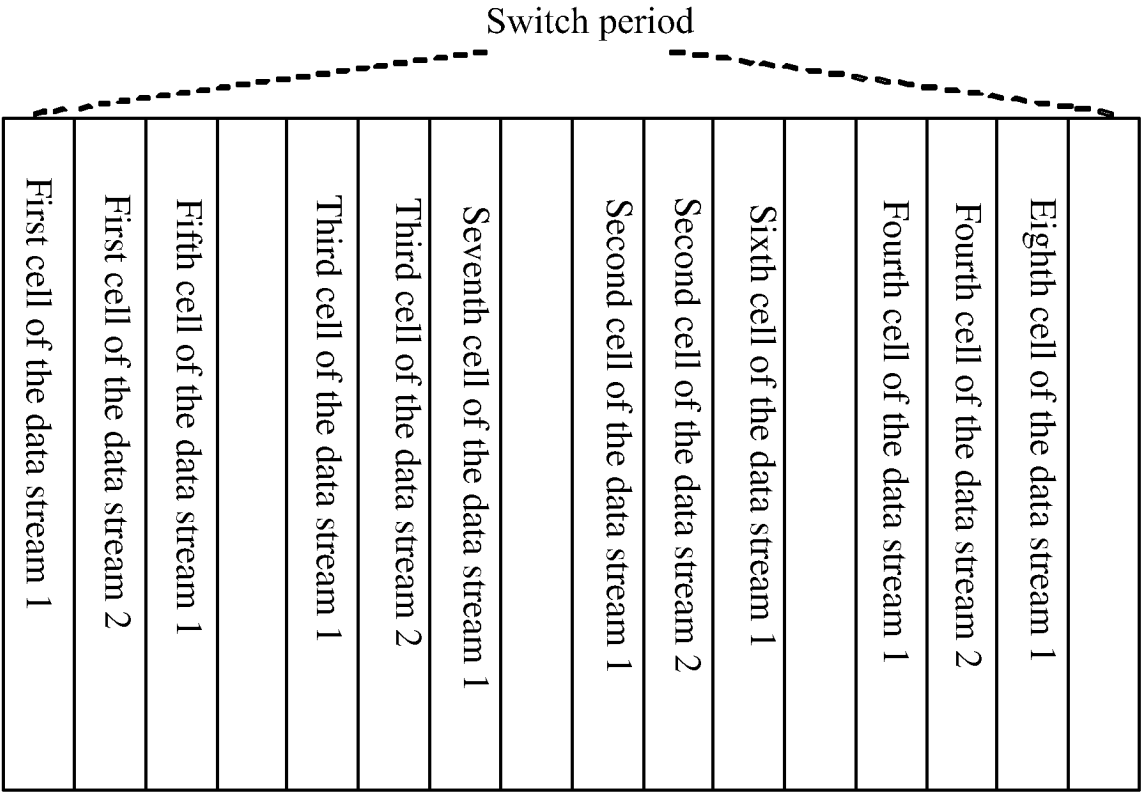 Switch period
First cell of the data stream 1
First cell of the data stream 2
Fifth cell of the data stream 1
Third cell of the data stream 1
Third cell of the data stream 2
Seventh cell of the data stream 1
Second cell of the data stream 1
Second cell of the data stream 2
Sixth cell of the data stream 1
Fourth cell of the data stream 1
Fourth cell of the data stream 2
Eighth cell of the data stream 1